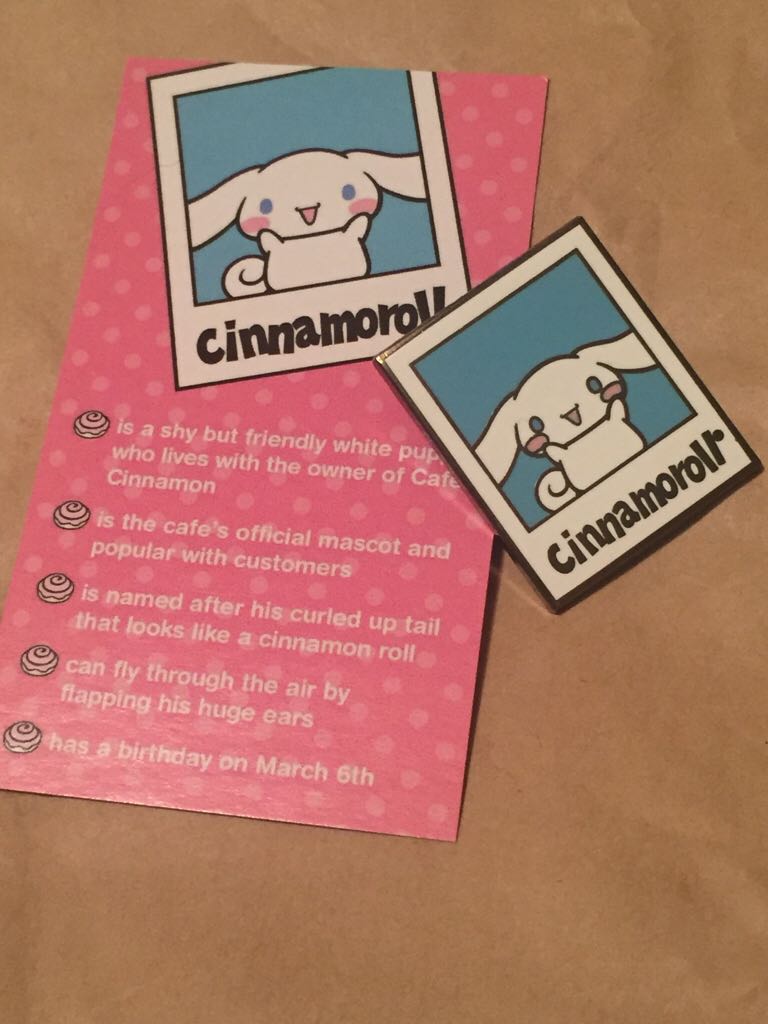 cinnamoroll
cinnamorolr
is a shy but friendly white pup
who lives with the owner of Cafe
Cinnamon
is the cafe's official mascot and
popular with customers
is named after his curled up tail
that looks like a cinnamon roll
can fly through the air by
flapping his huge ears
has a birthday on March 6th